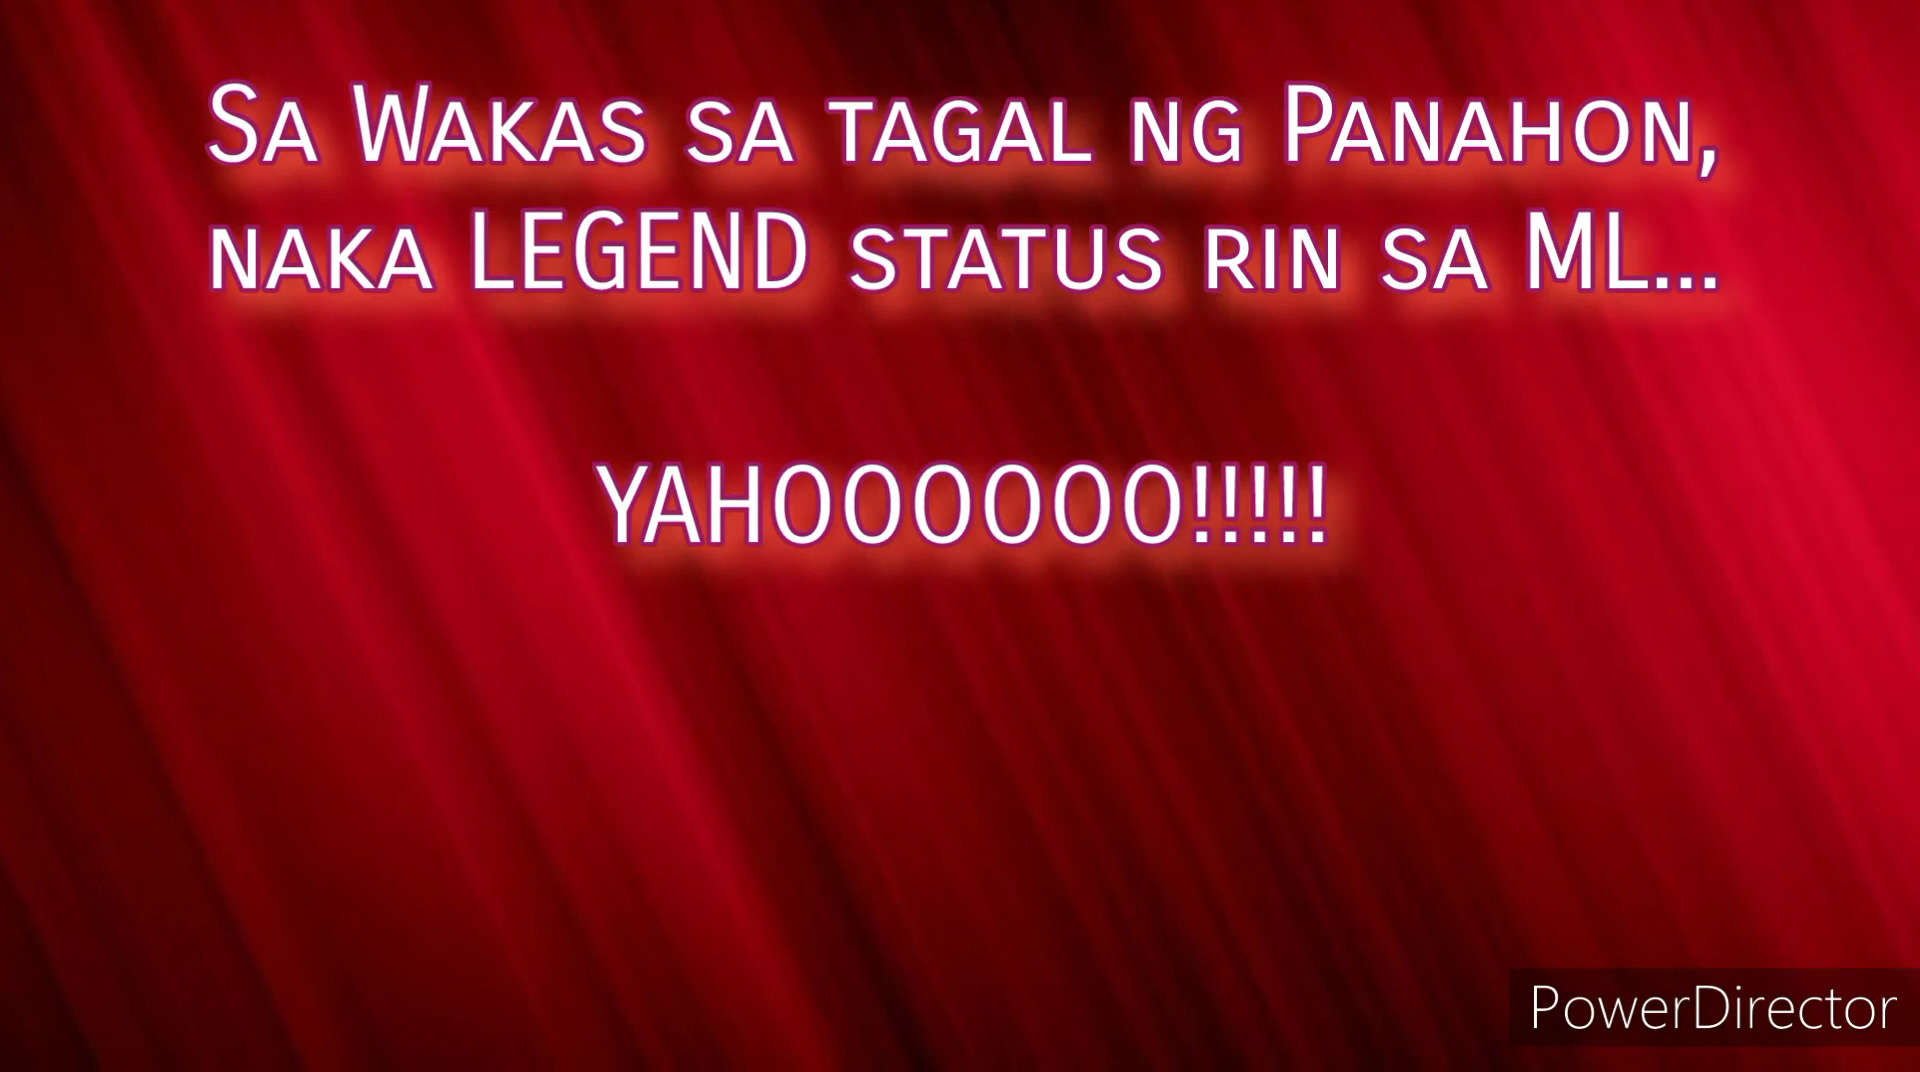 Sa Wakas sa tagal ng Panahon,
naka LEGEND status rin sa ML...
YAHOOOOOO!!!!!
PowerDirector